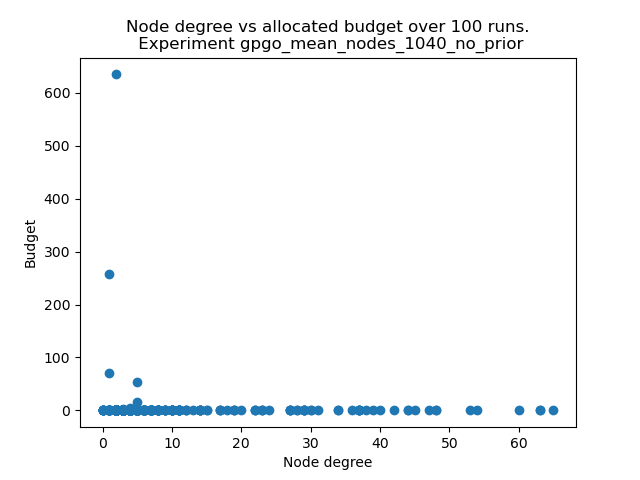 Node degree vs allocated budget over 100 runs.
Experiment gpgo_mean_nodes_1040_no_prior
600
500
400
300
200
100
0
Budget
0 10 20 30 40 50 60
Node degree